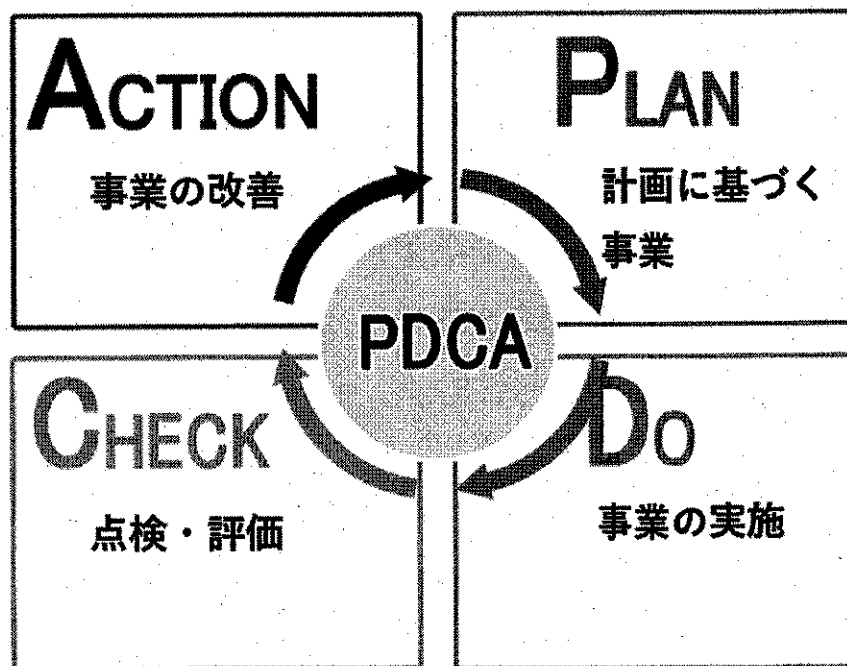 ACTION
事業の改善
PLAN
計画に基づく
事業
PDCA
CHECK
点検・評価
DO
事業の実施